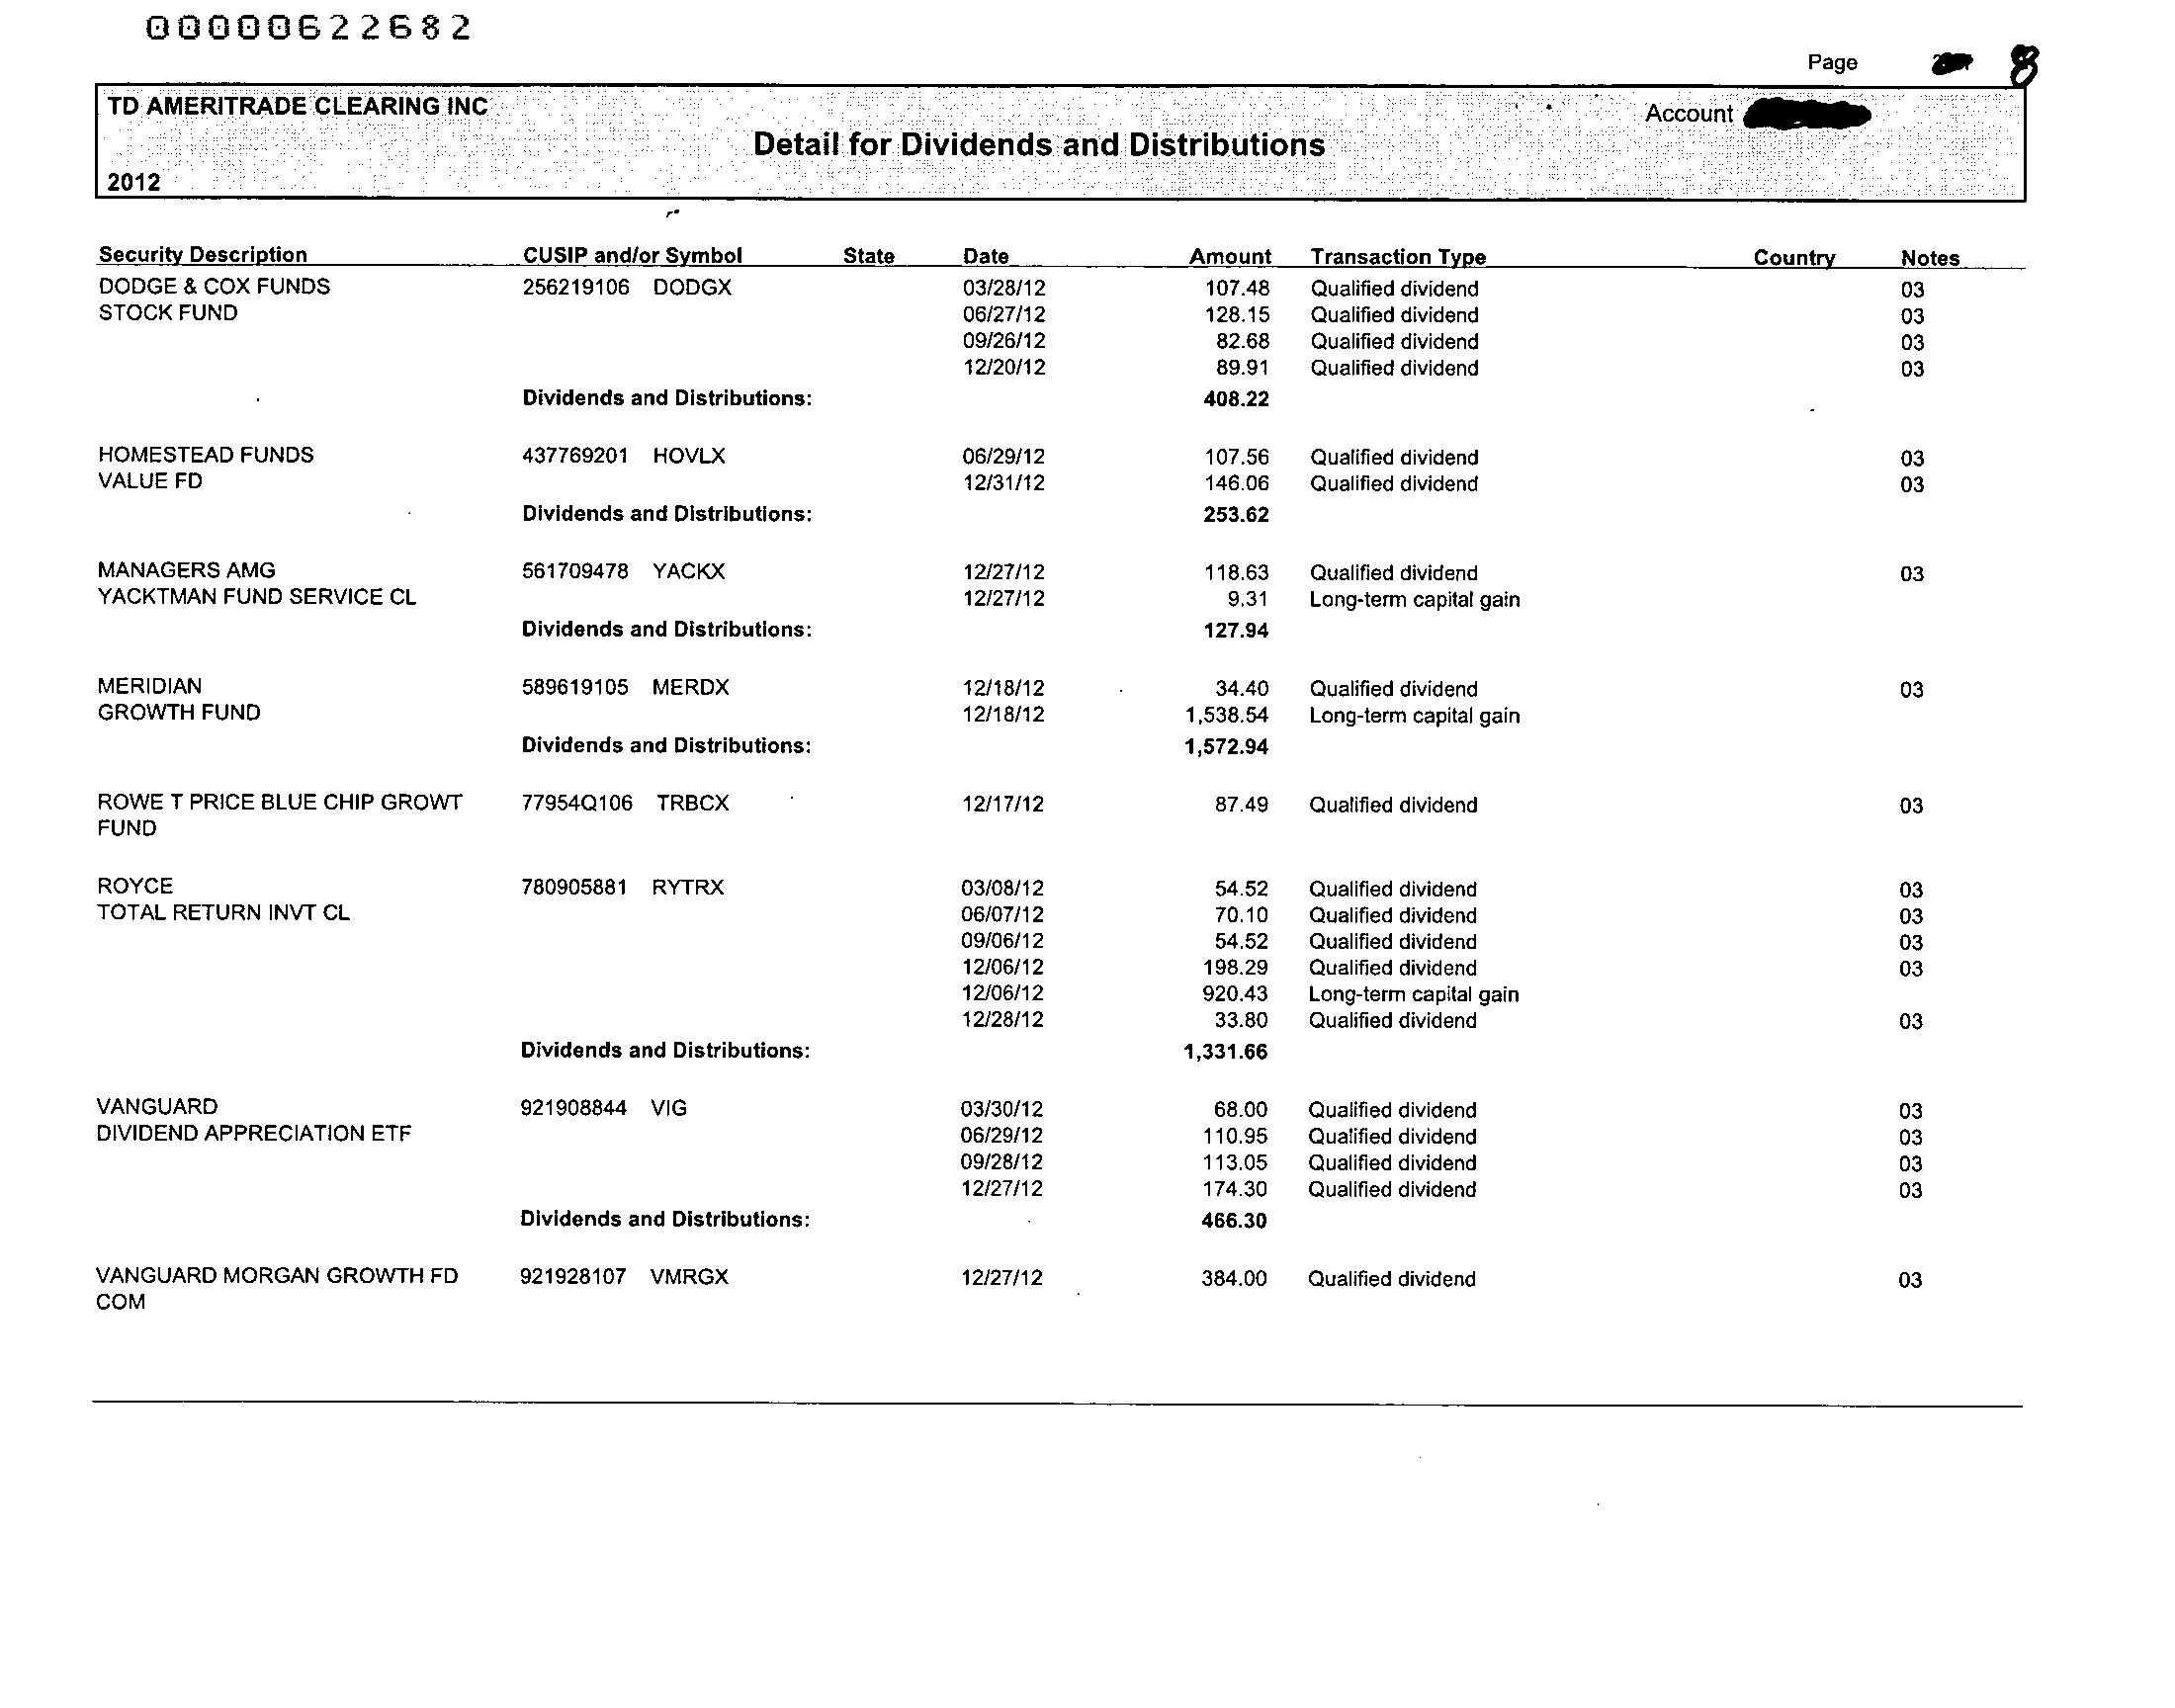 00000622682
Page 8
TD AMERITRADE CLEARING INC
Account
Detail for Dividends and Distributions
2012
Security Description CUSIP and/or Symbol State Date Amount Transaction Type Country Notes
DODGE & COX FUNDS 256219106 DODGX 03/28/12 107.48 Qualified dividend 03
STOCK FUND 06/27/12 128.15 Qualified dividend 03
09/26/12 82.68 Qualified dividend 03
12/20/12 89.91 Qualified dividend 03
Dividends and Distributions: 408.22
HOMESTEAD FUNDS 437769201 HOVLX 06/29/12 107.56 Qualified dividend 03
VALUE FD 12/31/12 146.06 Qualified dividend 03
Dividends and Distributions: 253.62
MANAGERS AMG 561709478 YACKX 12/27/12 118.63 Qualified dividend 03
YACKTMAN FUND SERVICE CL 12/27/12 9.31 Long-term capital gain
Dividends and Distributions: 127.94
MERIDIAN 589619105 MERDX 12/18/12 34.40 Qualified dividend 03
GROWTH FUND 12/18/12 1,538.54 Long-term capital gain
Dividends and Distributions: 1,572.94
ROWE T PRICE BLUE CHIP GROWT 77954Q106 TRBCX 12/17/12 87.49 Qualified dividend 03
FUND
ROYCE 780905881 RYTRX 03/08/12 54.52 Qualified dividend 03
TOTAL RETURN INVT CL 06/07/12 70.10 Qualified dividend 03
09/06/12 54.52 Qualified dividend 03
12/06/12 198.29 Qualified dividend 03
12/06/12 920.43 Long-term capital gain
12/28/12 33.80 Qualified dividend 03
Dividends and Distributions: 1,331.66
VANGUARD 921908844 VIG 03/30/12 68.00 Qualified dividend 03
DIVIDEND APPRECIATION ETF 06/29/12 110.95 Qualified dividend 03
09/28/12 113.05 Qualified dividend 03
12/27/12 174.30 Qualified dividend 03
Dividends and Distributions: 466.30
VANGUARD MORGAN GROWTH FD 921928107 VMRGX 12/27/12 384.00 Qualified dividend 03
COM